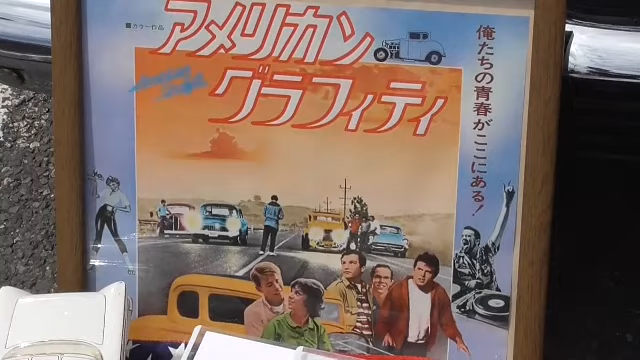 ■カラー作品
アメリカン
グラフィティ
俺たちの青春がここにある!